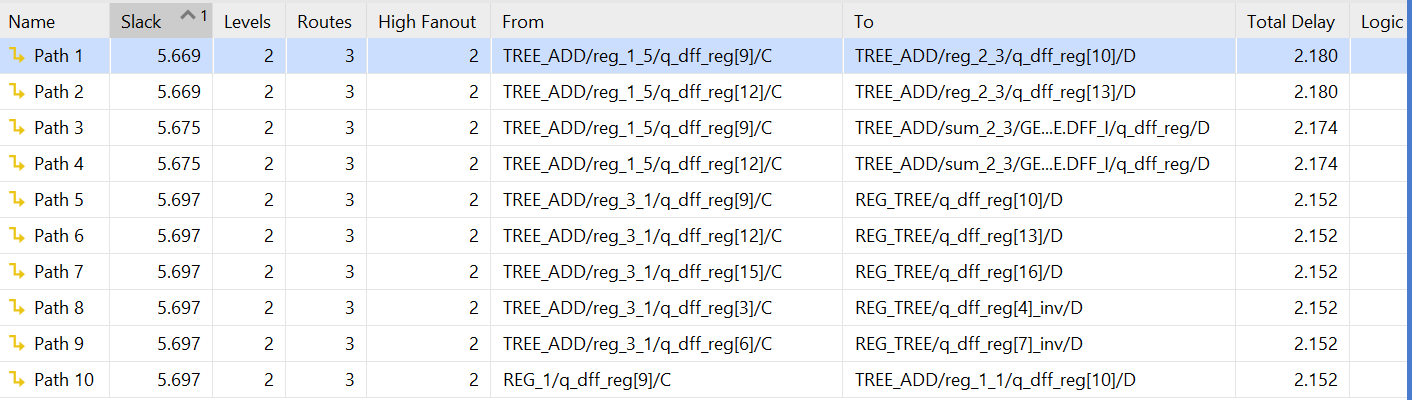 Name Slack 1 Levels Routes High Fanout From To Total Delay Logic
Path 1 5.669 2 3 2 TREE_ADD/reg_1_5/q_dff_reg[9]/C TREE_ADD/reg_2_3/q_dff_reg[10]/D 2.180
Path 2 5.669 2 3 2 TREE_ADD/reg_1_5/q_dff_reg[12]/C TREE_ADD/reg_2_3/q_dff_reg[13]/D 2.180
Path 3 5.675 2 3 2 TREE_ADD/reg_1_5/q_dff_reg[9]/C TREE_ADD/sum_2_3/GE...E.DFF_I/q_dff_reg/D 2.174
Path 4 5.675 2 3 2 TREE_ADD/reg_1_5/q_dff_reg[12]/C TREE_ADD/sum_2_3/GE...E.DFF_I/q_dff_reg/D 2.174
Path 5 5.697 2 3 2 TREE_ADD/reg_3_1/q_dff_reg[9]/C REG_TREE/q_dff_reg[10]/D 2.152
Path 6 5.697 2 3 2 TREE_ADD/reg_3_1/q_dff_reg[12]/C REG_TREE/q_dff_reg[13]/D 2.152
Path 7 5.697 2 3 2 TREE_ADD/reg_3_1/q_dff_reg[15]/C REG_TREE/q_dff_reg[16]/D 2.152
Path 8 5.697 2 3 2 TREE_ADD/reg_3_1/q_dff_reg[3]/C REG_TREE/q_dff_reg[4]_inv/D 2.152
Path 9 5.697 2 3 2 TREE_ADD/reg_3_1/q_dff_reg[6]/C REG_TREE/q_dff_reg[7]_inv/D 2.152
Path 10 5.697 2 3 2 REG_1/q_dff_reg[9]/C TREE_ADD/reg_1_1/q_dff_reg[10]/D 2.152